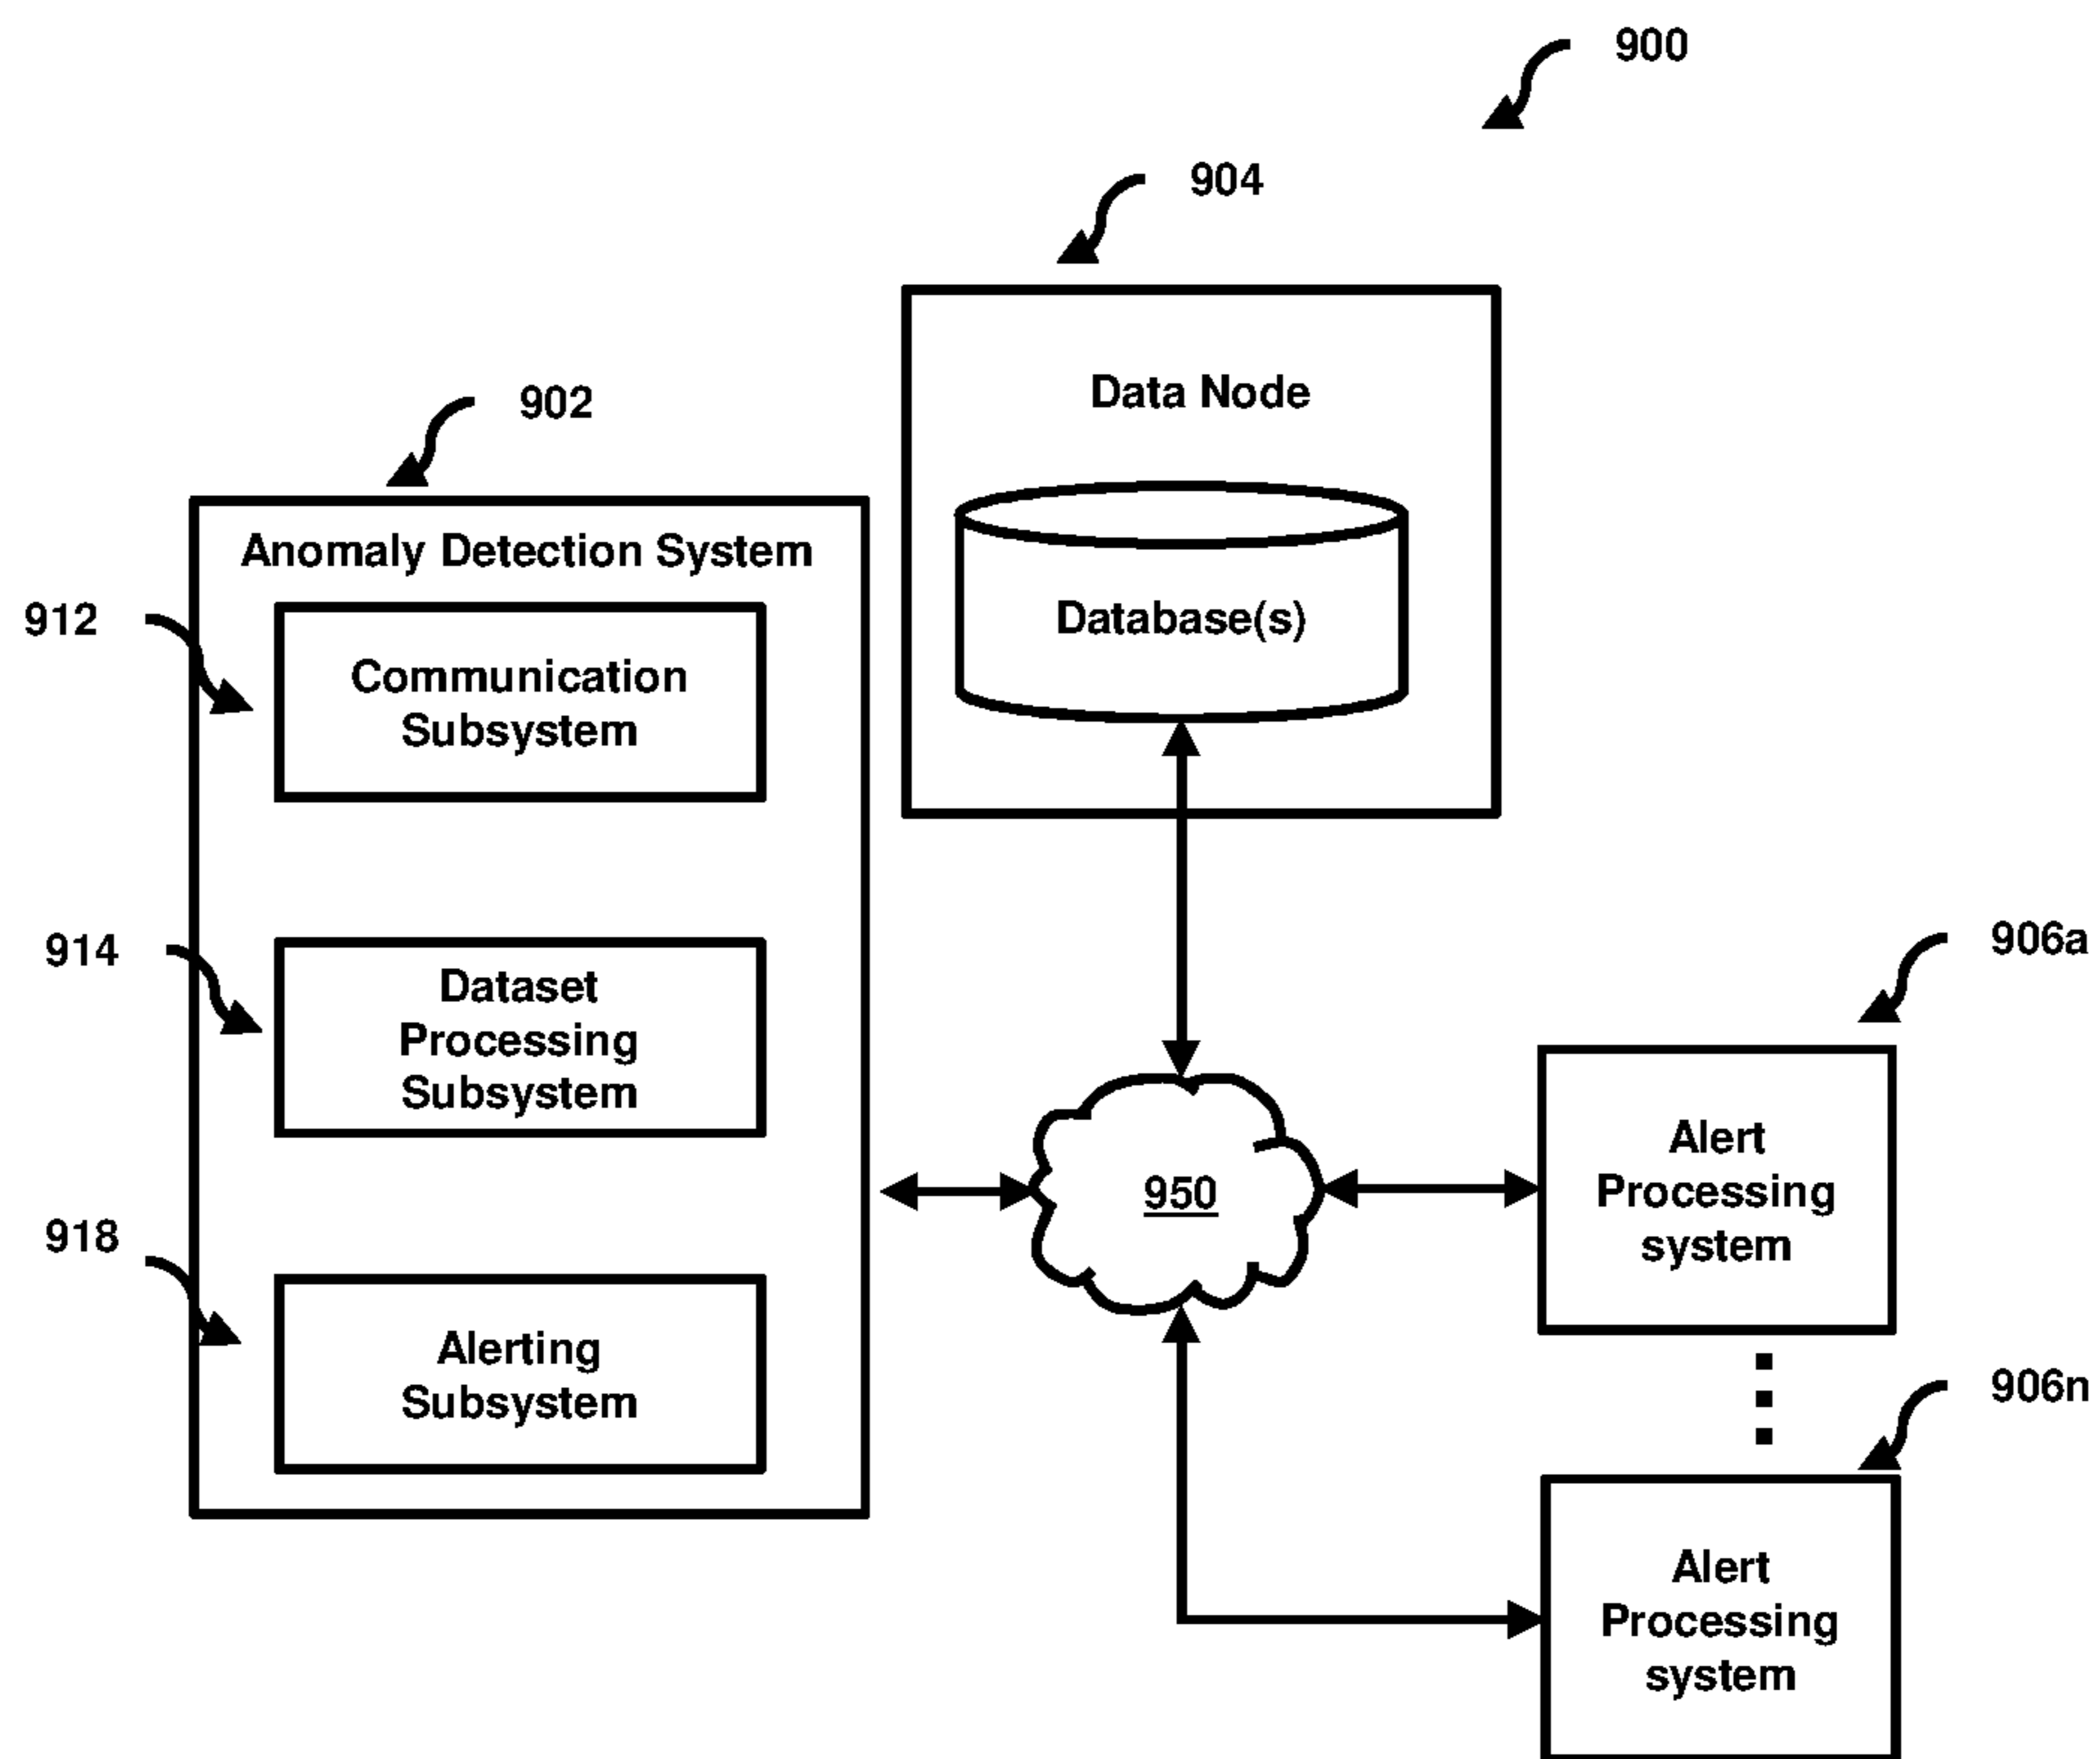 900
904
Data Node
Database(s)
902
Anomaly Detection System
912
Communication
Subsystem
914
Dataset
Processing
Subsystem
918
Alerting
Subsystem
950
906a
Alert
Processing
system
906n
Alert
Processing
system